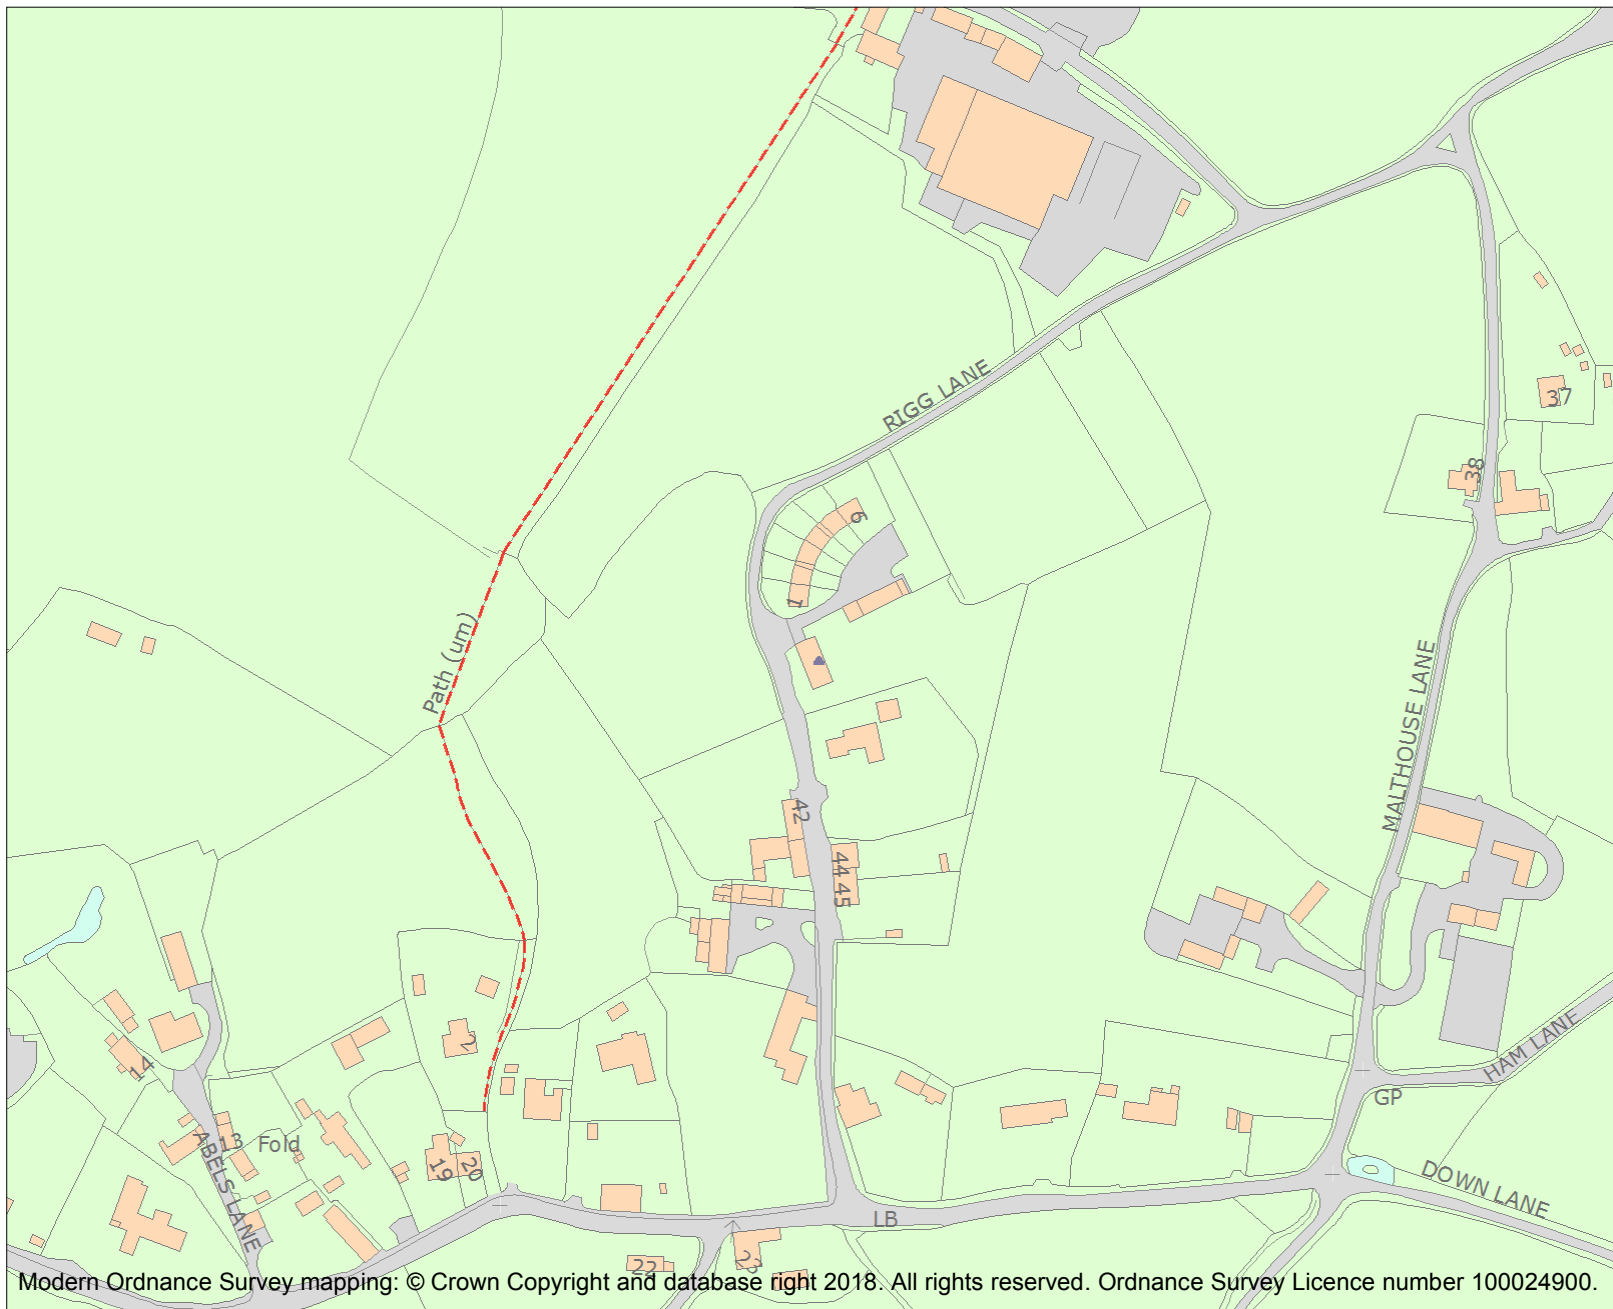 RIGG LANE
37
38
6
1
Path (um)
MALTHOUSE LANE
42
44
45
2
14
HAM LANE
GP
13
Fold
ABELS LANE
19
20
DOWN LANE
LB
22
23
Modern Ordnance Survey mapping: © Crown Copyright and database right 2018. All rights reserved. Ordnance Survey Licence number 100024900.